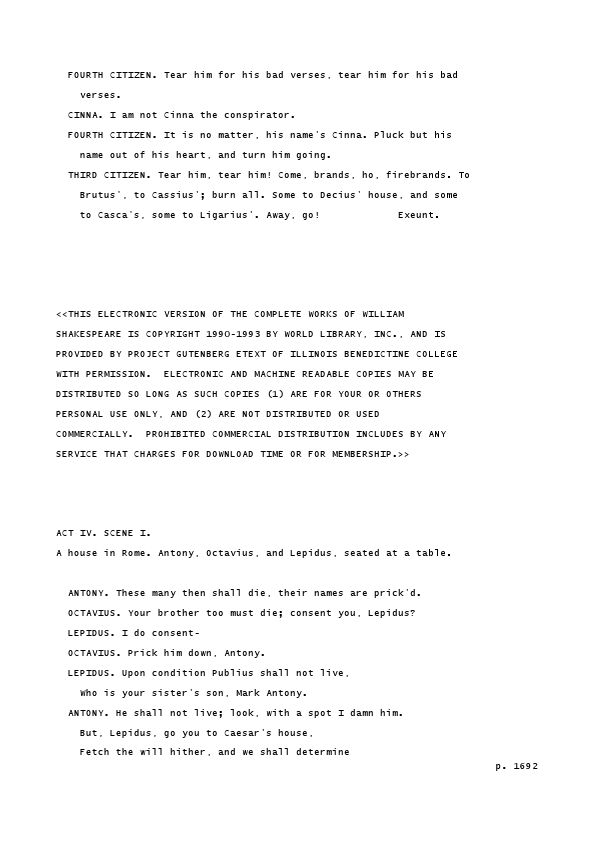 FOURTH CITIZEN. Tear him for his bad verses, tear him for his bad
verses.
CINNA. I am not Cinna the conspirator.
FOURTH CITIZEN. It is no matter, his name's Cinna. Pluck but his
name out of his heart, and turn him going.
THIRD CITIZEN. Tear him, tear him! Come, brands, ho, firebrands. To
Brutus', to Cassius'; burn all. Some to Decius' house, and some
to Casca's, some to Ligarius'. Away, go! Exeunt.
<<THIS ELECTRONIC VERSION OF THE COMPLETE WORKS OF WILLIAM
SHAKESPEARE IS COPYRIGHT 1990-1993 BY WORLD LIBRARY, INC., AND IS
PROVIDED BY PROJECT GUTENBERG ETEXT OF ILLINOIS BENEDICTINE COLLEGE
WITH PERMISSION. ELECTRONIC AND MACHINE READABLE COPIES MAY BE
DISTRIBUTED SO LONG AS SUCH COPIES (1) ARE FOR YOUR OR OTHERS
PERSONAL USE ONLY, AND (2) ARE NOT DISTRIBUTED OR USED
COMMERCIALLY. PROHIBITED COMMERCIAL DISTRIBUTION INCLUDES BY ANY
SERVICE THAT CHARGES FOR DOWNLOAD TIME OR FOR MEMBERSHIP.>>
ACT IV. SCENE I.
A house in Rome. Antony, Octavius, and Lepidus, seated at a table.
ANTONY. These many then shall die, their names are prick'd.
OCTAVIUS. Your brother too must die; consent you, Lepidus?
LEPIDUS. I do consent-
OCTAVIUS. Prick him down, Antony.
LEPIDUS. Upon condition Publius shall not live,
Who is your sister's son, Mark Antony.
ANTONY. He shall not live; look, with a spot I damn him.
But, Lepidus, go you to Caesar's house,
Fetch the will hither, and we shall determine
p. 1692